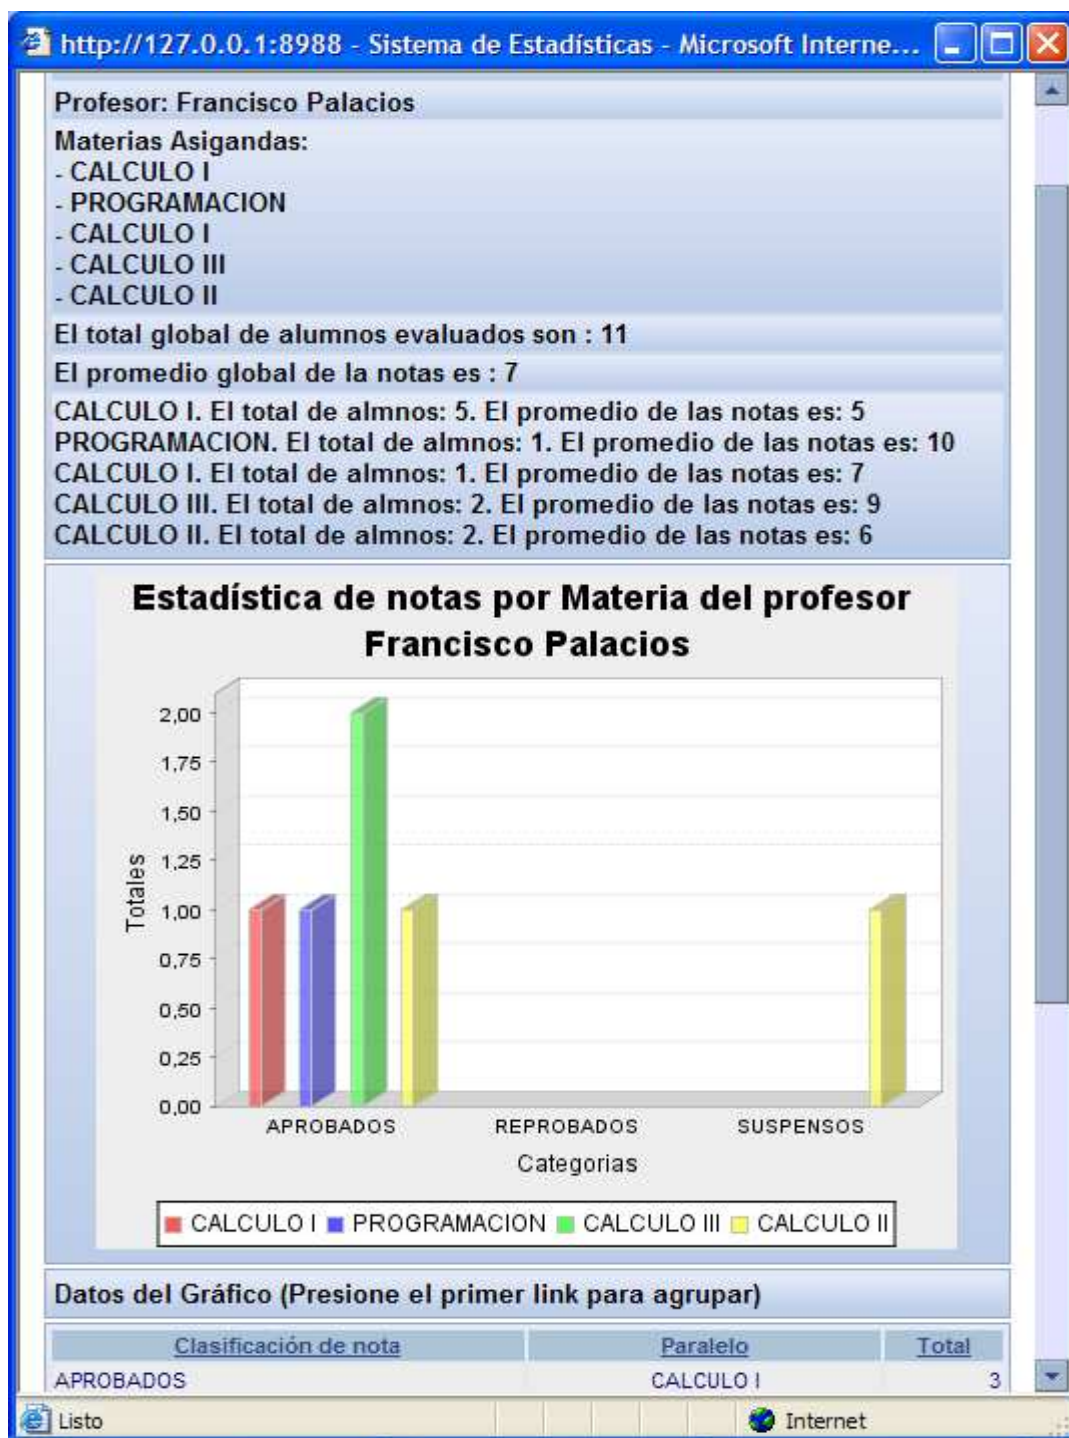 http://127.0.0.1:8988 - Sistema de Estadísticas - Microsoft Interne...
Profesor: Francisco Palacios
Materias Asigandas:
- CALCULO I
- PROGRAMACION
- CALCULO I
- CALCULO III
- CALCULO II
El total global de alumnos evaluados son : 11
El promedio global de la notas es : 7
CALCULO I. El total de almnos: 5. El promedio de las notas es: 5
PROGRAMACION. El total de almnos: 1. El promedio de las notas es: 10
CALCULO I. El total de almnos: 1. El promedio de las notas es: 7
CALCULO III. El total de almnos: 2. El promedio de las notas es: 9
CALCULO II. El total de almnos: 2. El promedio de las notas es: 6
Estadística de notas por Materia del profesor
Francisco Palacios
2,00
1,75
1,50
1,25
1,00
0,75
0,50
0,25
0,00
Totales
APROBADOS REPROBADOS SUSPENSOS
Categorias
CALCULO I PROGRAMACION CALCULO III CALCULO II
Datos del Gráfico (Presione el primer link para agrupar)
Clasificación de nota Paralelo Total
APROBADOS CALCULO I 3
Listo Internet